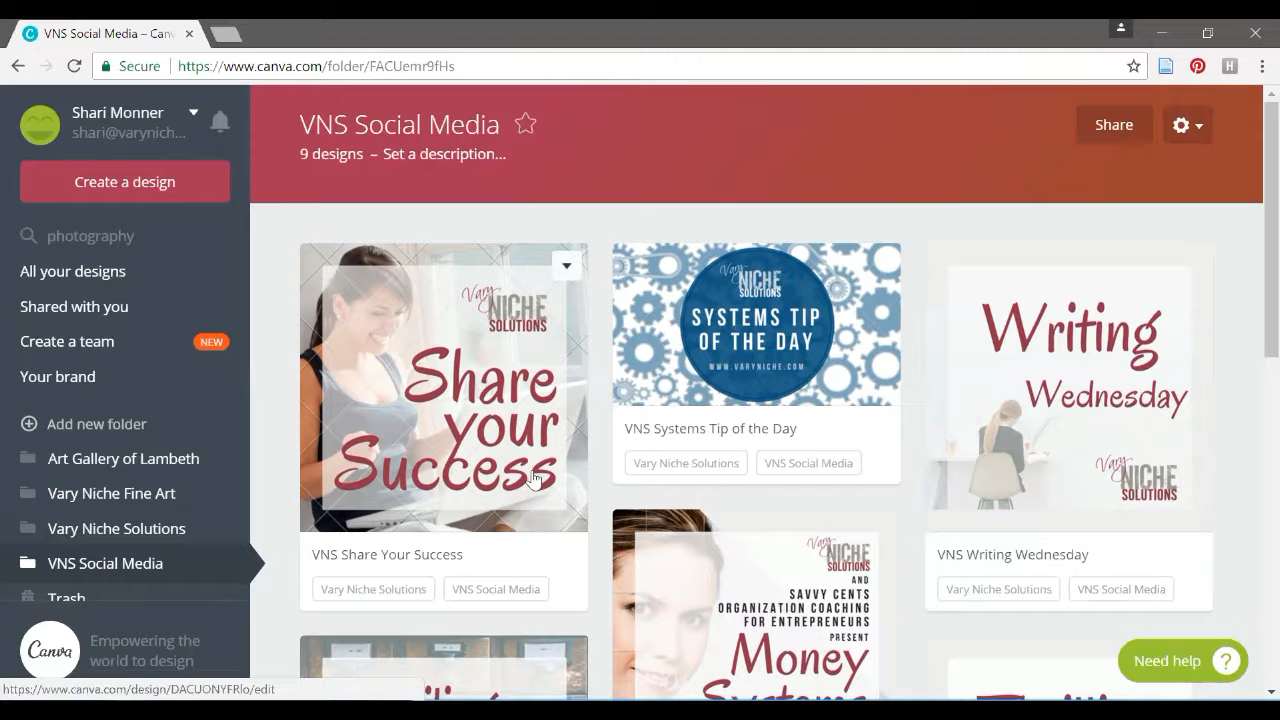 VNS Social Media – Canv
Secure https://www.canva.com/folder/FACUemr9fHs
Shari Monner
shari@varynich...
Create a design
photography
All your designs
Shared with you
Create a team NEW
Your brand
Add new folder
Art Gallery of Lambeth
Vary Niche Fine Art
Vary Niche Solutions
VNS Social Media
Trash
Canva
Empowering the
world to design
https://www.canva.com/design/DACUONYFRlo/edit
VNS Social Media
9 designs – Set a description...
Share
Vary
NICHE
SOLUTIONS
Share
your
Success
VNS Share Your Success
Vary Niche Solutions VNS Social Media
Vary
NICHE
SOLUTIONS
SYSTEMS TIP
OF THE DAY
WWW.VARYNICHE.COM
VNS Systems Tip of the Day
Vary Niche Solutions VNS Social Media
Writing
Wednesday
Vary
NICHE
SOLUTIONS
VNS Writing Wednesday
Vary Niche Solutions VNS Social Media
Vary
NICHE
SOLUTIONS
AND
SAVVY CENTS
ORGANIZATION COACHING
FOR ENTREPRENEURS
PRESENT
Money
Systems
Need help ?